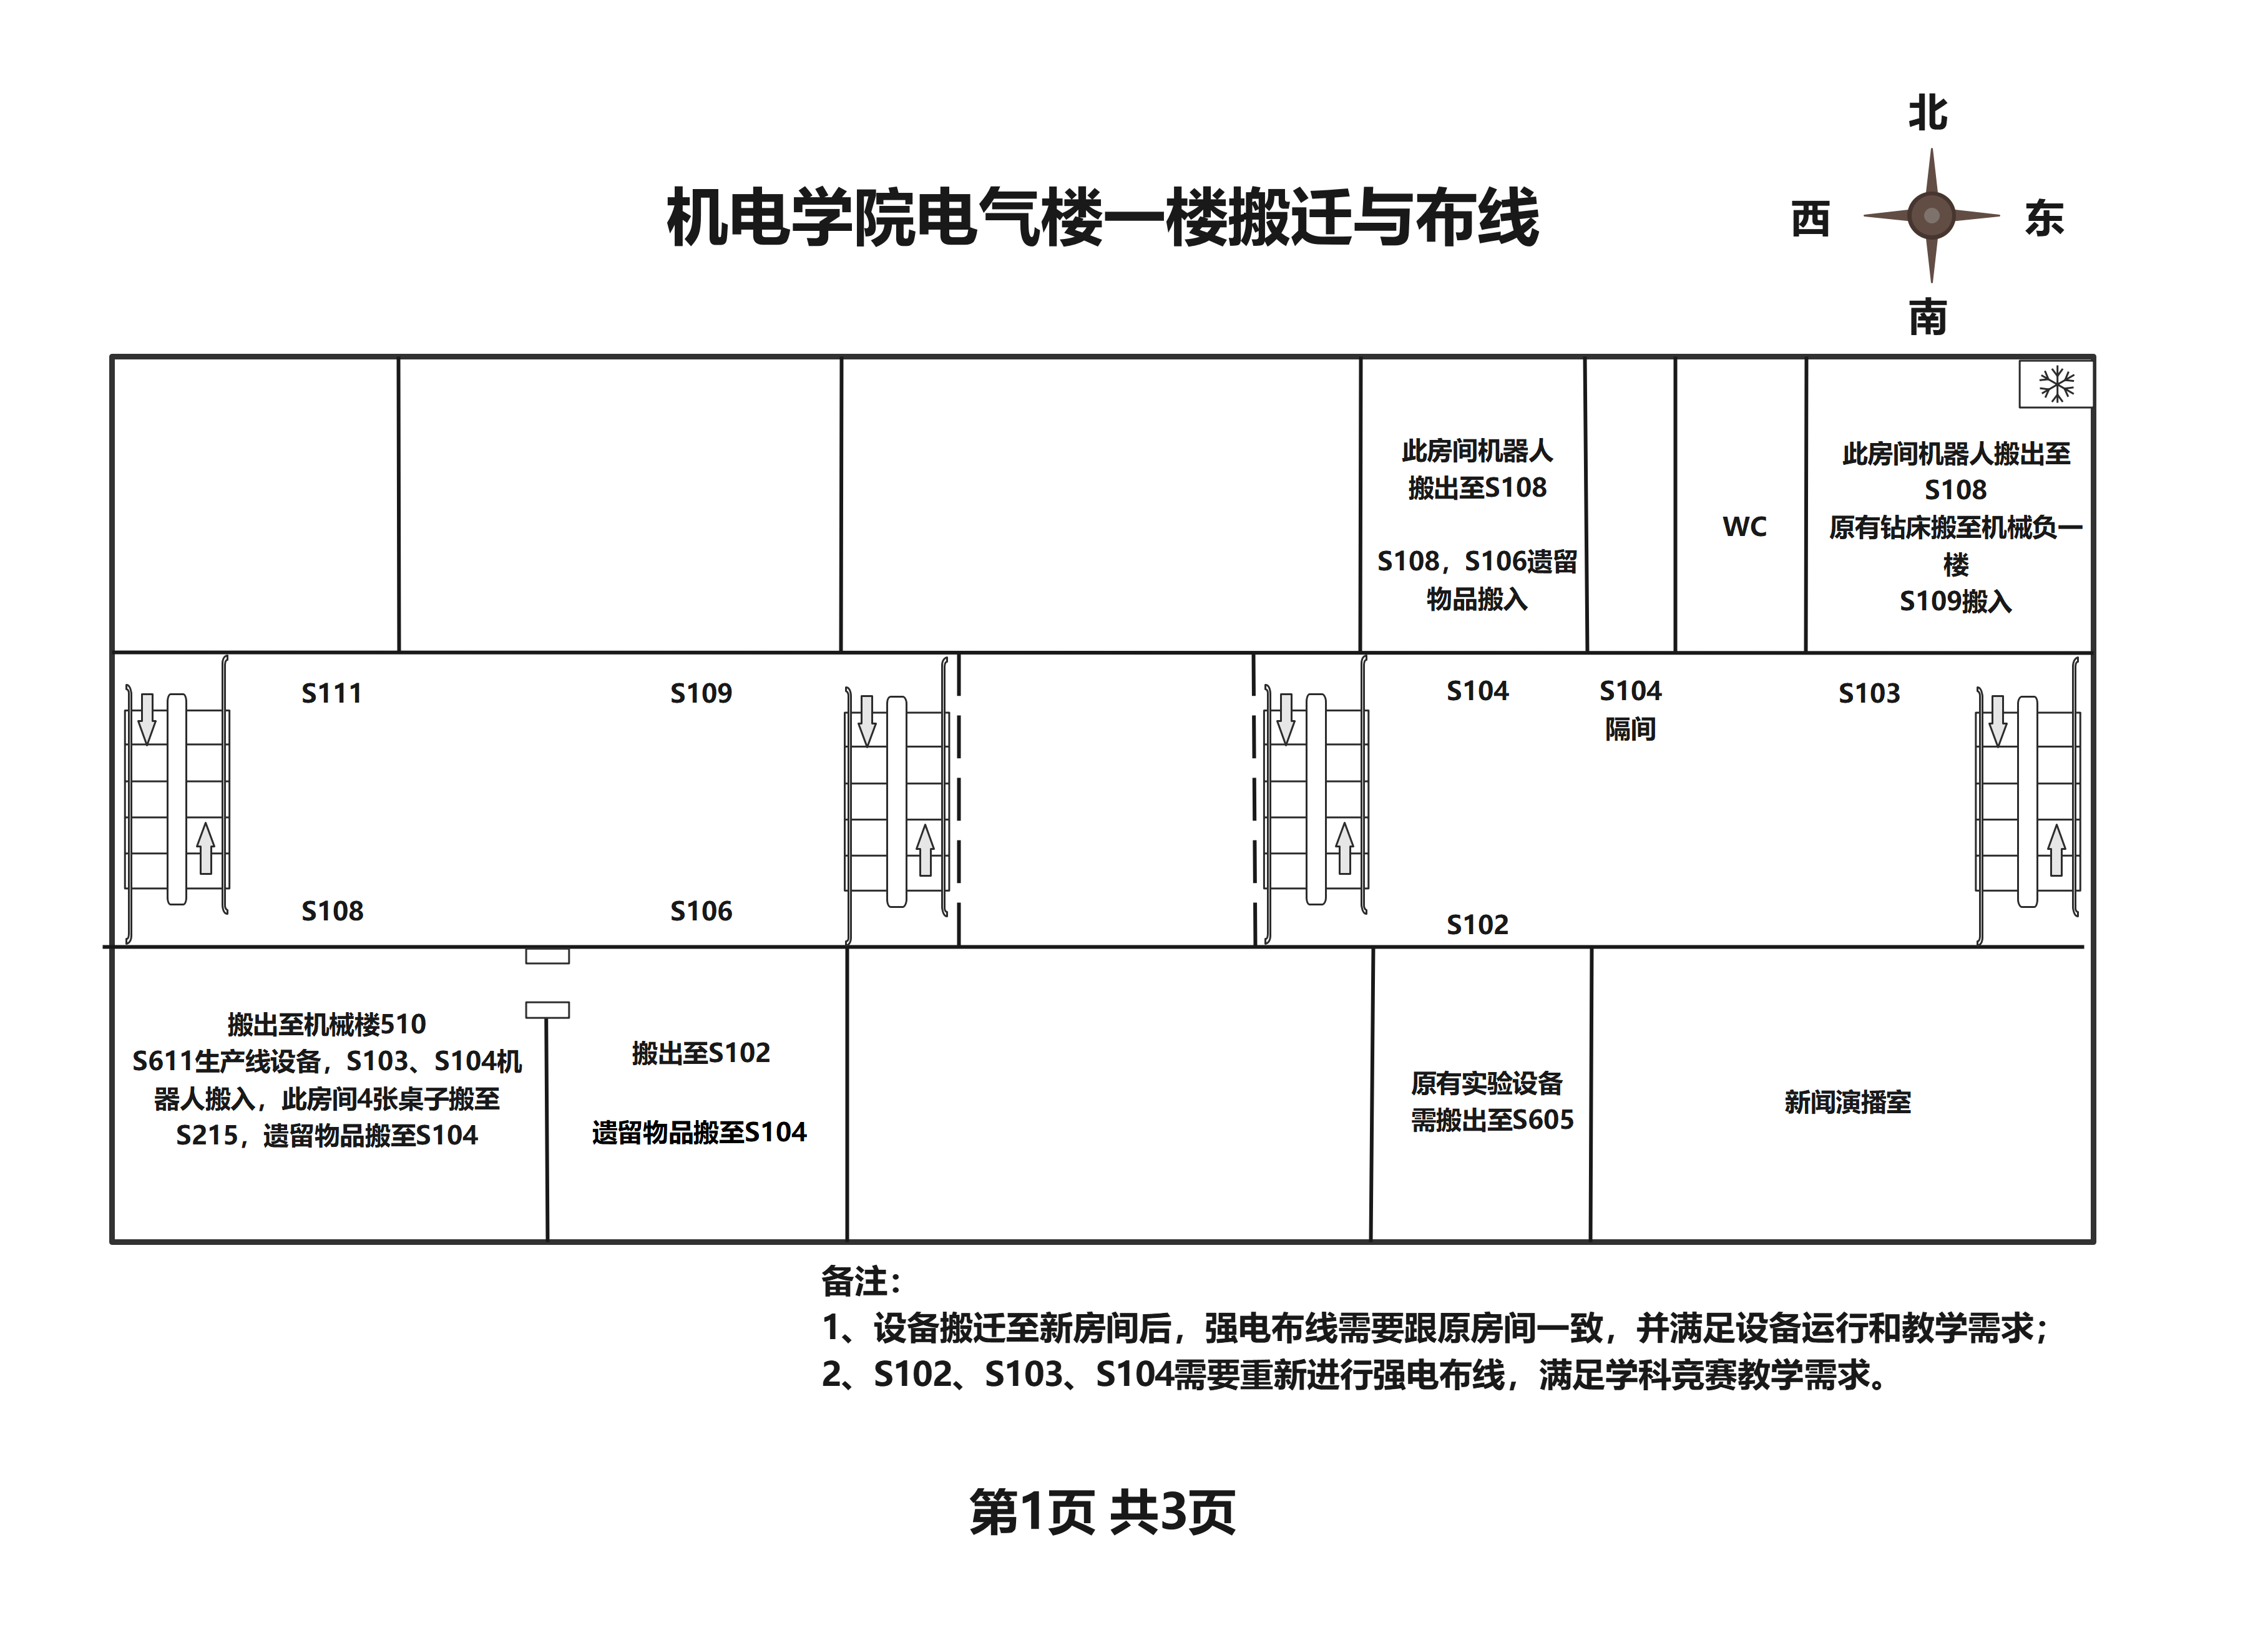 北
机电学院电气楼一楼搬迁与布线
西 东
南
此房间机器人
搬出至S108
S108，S106遗留
物品搬入
WC
此房间机器人搬出至
S108
原有钻床搬至机械负一
楼
S109搬入
S111
S109
S104
S104
隔间
S103
S108
S106
S102
搬出至机械楼510
S611生产线设备，S103、S104机
器人搬入，此房间4张桌子搬至
S215，遗留物品搬至S104
搬出至S102
遗留物品搬至S104
原有实验设备
需搬出至S605
新闻演播室
备注：
1、设备搬迁至新房间后，强电布线需要跟原房间一致，并满足设备运行和教学需求；
2、S102、S103、S104需要重新进行强电布线，满足学科竞赛教学需求。
第1页 共3页